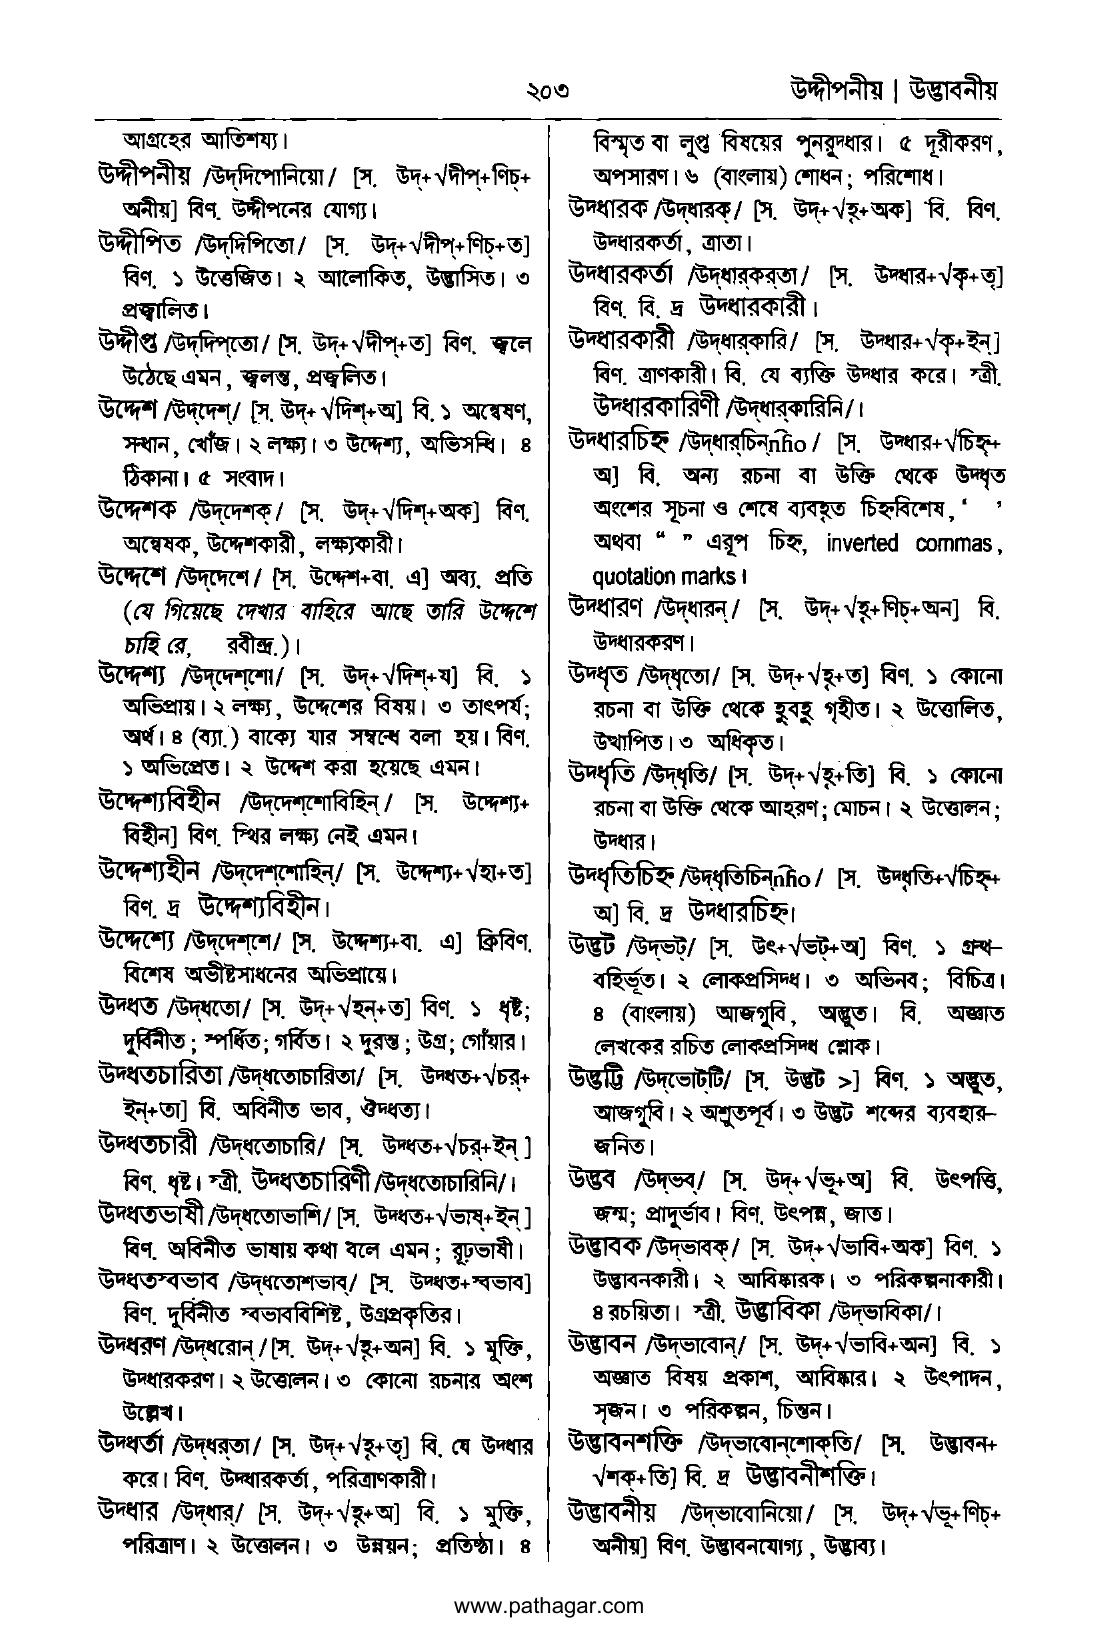 ২০৩
উদ্দীপনীয় | উদ্ভাবনীয়
আগ্রহের আতিশয্য।
উদ্দীপনীয় /উদ্‌দিপোনিয়ো/ [স. উদ্‌+√দীপ্‌+ণিচ্‌+
অনীয়] বিণ. উদ্দীপনের যোগ্য।
উদ্দীপিত /উদ্‌দিপিতো/ [স. উদ্‌+√দীপ্‌+ণিচ্‌+ত]
বিণ. ১ উত্তেজিত। ২ আলোকিত, উদ্ভাসিত। ৩
প্রজ্বালিত।
উদ্দীপ্ত /উদ্‌দিপ্‌তো/ [স. উদ্‌+√দীপ্‌+ত] বিণ. জ্বলে
উঠেছে এমন, জ্বলন্ত, প্রজ্বলিত।
উদ্দেশ /উদ্‌দেশ্‌/ [স. উদ্‌+√দিশ্‌+অ] বি. ১ অন্বেষণ,
সন্ধান, খোঁজ। ২ লক্ষ্য। ৩ উদ্দেশ্য, অভিসন্ধি। ৪
ঠিকানা। ৫ সংবাদ।
উদ্দেশক /উদ্‌দেশক্‌/ [স. উদ্‌+√দিশ্‌+অক] বিণ.
অন্বেষক, উদ্দেশকারী, লক্ষ্যকারী।
উদ্দেশে /উদ্‌দেশে/ [স. উদ্দেশ+বা. এ] অব্য. প্রতি
(যে গিয়েছে দেখার বাহিরে আছে তারি উদ্দেশে
চাহি রে, রবীন্দ্র.)।
উদ্দেশ্য /উদ্‌দেশ্‌শো/ [স. উদ্‌+√দিশ্‌+য] বি. ১
অভিপ্রায়। ২ লক্ষ্য, উদ্দেশের বিষয়। ৩ তাৎপর্য;
অর্থ। ৪ (ব্যা.) বাক্যে যার সম্বন্ধে বলা হয়। বিণ.
১ অভিপ্রেত। ২ উদ্দেশ করা হয়েছে এমন।
উদ্দেশ্যবিহীন /উদ্‌দেশ্‌শোবিহিন্‌/ [স. উদ্দেশ্য+
বিহীন] বিণ. স্থির লক্ষ্য নেই এমন।
উদ্দেশ্যহীন /উদ্‌দেশ্‌শোহিন্‌/ [স. উদ্দেশ্য+√হা+ত]
বিণ. দ্র উদ্দেশ্যবিহীন।
উদ্দেশ্যে /উদ্‌দেশ্‌শে/ [স. উদ্দেশ্য+বা. এ] ক্রিবিণ.
বিশেষ অভীষ্টসাধনের অভিপ্রায়ে।
উদ্ধত /উদ্‌ধতো/ [স. উদ্‌+√হন্‌+ত] বিণ. ১ ধৃষ্ট;
দুর্বিনীত; স্পর্ধিত; গর্বিত। ২ দুরন্ত; উগ্র; গোঁয়ার।
উদ্ধতচারিতা /উদ্‌ধতোচারিতা/ [স. উদ্ধত+√চর্‌+
ইন্‌+তা] বি. অবিনীত ভাব, ঔদ্ধত্য।
উদ্ধতচারী /উদ্‌ধতোচারি/ [স. উদ্ধত+√চর্‌+ইন্‌]
বিণ. ধৃষ্ট। স্ত্রী. উদ্ধতচারিণী /উদ্‌ধতোচারিনি/।
উদ্ধতভাষী /উদ্‌ধতোভাশি/ [স. উদ্ধত+√ভাষ্‌+ইন্‌]
বিণ. অবিনীত ভাষায় কথা বলে এমন; রূঢ়ভাষী।
উদ্ধতস্বভাব /উদ্‌ধতোশভাব্‌/ [স. উদ্ধত+স্বভাব]
বিণ. দুর্বিনীত স্বভাববিশিষ্ট, উগ্রপ্রকৃতির।
উদ্ধরণ /উদ্‌ধরোন্‌/ [স. উদ্‌+√হৃ+অন] বি. ১ মুক্তি,
উদ্ধারকরণ। ২ উত্তোলন। ৩ কোনো রচনার অংশ
উল্লেখ।
উদ্ধর্তা /উদ্‌ধর্‌তা/ [স. উদ্‌+√হৃ+তৃ] বি. যে উদ্ধার
করে। বিণ. উদ্ধারকর্তা, পরিত্রাণকারী।
উদ্ধার /উদ্‌ধার্‌/ [স. উদ্‌+√হৃ+অ] বি. ১ মুক্তি,
পরিত্রাণ। ২ উত্তোলন। ৩ উন্নয়ন; প্রতিষ্ঠা। ৪
বিস্মৃত বা লুপ্ত বিষয়ের পুনরুদ্ধার। ৫ দূরীকরণ,
অপসারণ। ৬ (বাংলায়) শোধন; পরিশোধ।
উদ্ধারক /উদ্‌ধারক্‌/ [স. উদ্‌+√হৃ+অক] বি. বিণ.
উদ্ধারকর্তা, ত্রাতা।
উদ্ধারকর্তা /উদ্‌ধার্‌কর্‌তা/ [স. উদ্ধার+√কৃ+তৃ]
বিণ. বি. দ্র উদ্ধারকারী।
উদ্ধারকারী /উদ্‌ধার্‌কারি/ [স. উদ্ধার+√কৃ+ইন্‌]
বিণ. ত্রাণকারী। বি. যে ব্যক্তি উদ্ধার করে। স্ত্রী.
উদ্ধারকারিণী /উদ্‌ধার্‌কারিনি/।
উদ্ধারচিহ্ন /উদ্‌ধার্‌চিন্‌n̂ho/ [স. উদ্ধার+√চিহ্ন্‌+
অ] বি. অন্য রচনা বা উক্তি থেকে উদ্ধৃত
অংশের সূচনা ও শেষে ব্যবহৃত চিহ্নবিশেষ, ‘ ’
অথবা “ ” এরূপ চিহ্ন, inverted commas,
quotation marks।
উদ্ধারণ /উদ্‌ধারন্‌/ [স. উদ্‌+√হৃ+ণিচ্‌+অন] বি.
উদ্ধারকরণ।
উদ্ধৃত /উদ্‌ধৃতো/ [স. উদ্‌+√হৃ+ত] বিণ. ১ কোনো
রচনা বা উক্তি থেকে হুবহু গৃহীত। ২ উত্তোলিত,
উত্থাপিত। ৩ অধিকৃত।
উদ্ধৃতি /উদ্‌ধৃতি/ [স. উদ্‌+√হৃ+তি] বি. ১ কোনো
রচনা বা উক্তি থেকে আহরণ; মোচন। ২ উত্তোলন;
উদ্ধার।
উদ্ধৃতিচিহ্ন /উদ্‌ধৃতিচিন্‌n̂ho/ [স. উদ্ধৃতি+√চিহ্ন্‌+
অ] বি. দ্র উদ্ধারচিহ্ন।
উদ্ভট /উদ্‌ভট্‌/ [স. উৎ+√ভট্‌+অ] বিণ. ১ গ্রন্থ–
বহির্ভূত। ২ লোকপ্রসিদ্ধ। ৩ অভিনব; বিচিত্র।
৪ (বাংলায়) আজগুবি, অদ্ভুত। বি. অজ্ঞাত
লেখকের রচিত লোকপ্রসিদ্ধ শ্লোক।
উদ্ভট্টি /উদ্‌ভোট্‌টি/ [স. উদ্ভট >] বিণ. ১ অদ্ভুত,
আজগুবি। ২ অশ্রুতপূর্ব। ৩ উদ্ভট শব্দের ব্যবহার–
জনিত।
উদ্ভব /উদ্‌ভব্‌/ [স. উদ্‌+√ভূ+অ] বি. উৎপত্তি,
জন্ম; প্রাদুর্ভাব। বিণ. উৎপন্ন, জাত।
উদ্ভাবক /উদ্‌ভাবক্‌/ [স. উদ্‌+√ভাবি+অক] বিণ. ১
উদ্ভাবনকারী। ২ আবিষ্কারক। ৩ পরিকল্পনাকারী।
৪ রচয়িতা। স্ত্রী. উদ্ভাবিকা /উদ্‌ভাবিকা/।
উদ্ভাবন /উদ্‌ভাবোন্‌/ [স. উদ্‌+√ভাবি+অন] বি. ১
অজ্ঞাত বিষয় প্রকাশ, আবিষ্কার। ২ উৎপাদন,
সৃজন। ৩ পরিকল্পন, চিন্তন।
উদ্ভাবনশক্তি /উদ্‌ভাবোন্‌শোক্‌তি/ [স. উদ্ভাবন+
√শক্‌+তি] বি. দ্র উদ্ভাবনীশক্তি।
উদ্ভাবনীয় /উদ্‌ভাবোনিয়ো/ [স. উদ্‌+√ভূ+ণিচ্‌+
অনীয়] বিণ. উদ্ভাবনযোগ্য, উদ্ভাব্য।
www.pathagar.com